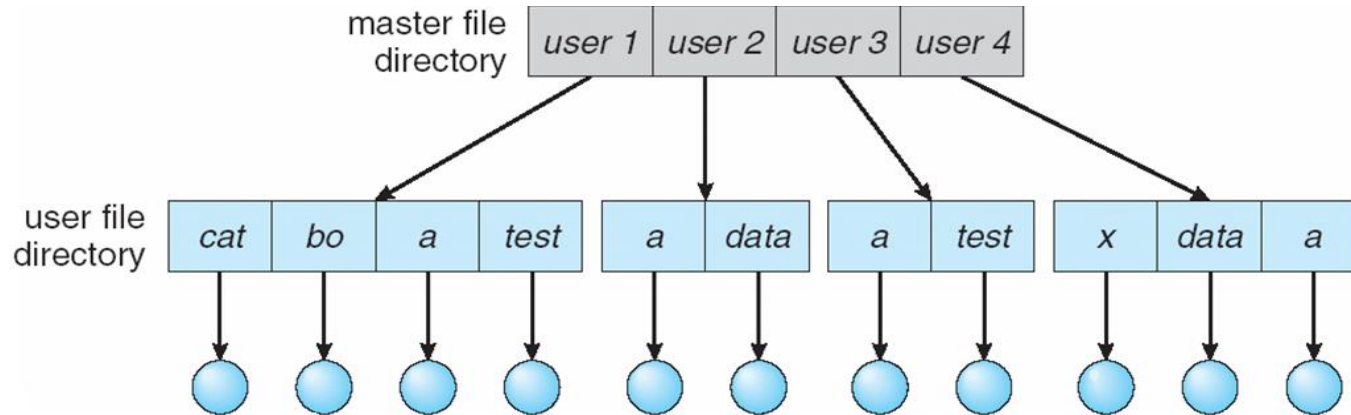 master file directory
user 1 user 2 user 3 user 4
user file directory
cat bo a test a data a test x data a